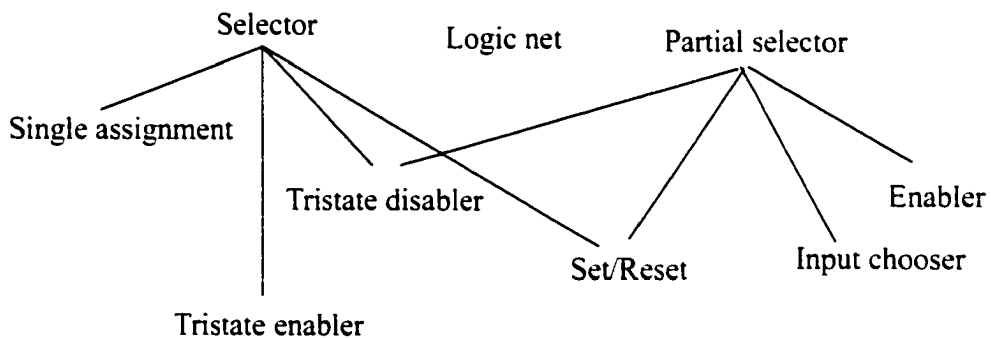 Selector
Logic net
Partial selector
Single assignment
Tristate disabler
Enabler
Set/Reset
Input chooser
Tristate enabler